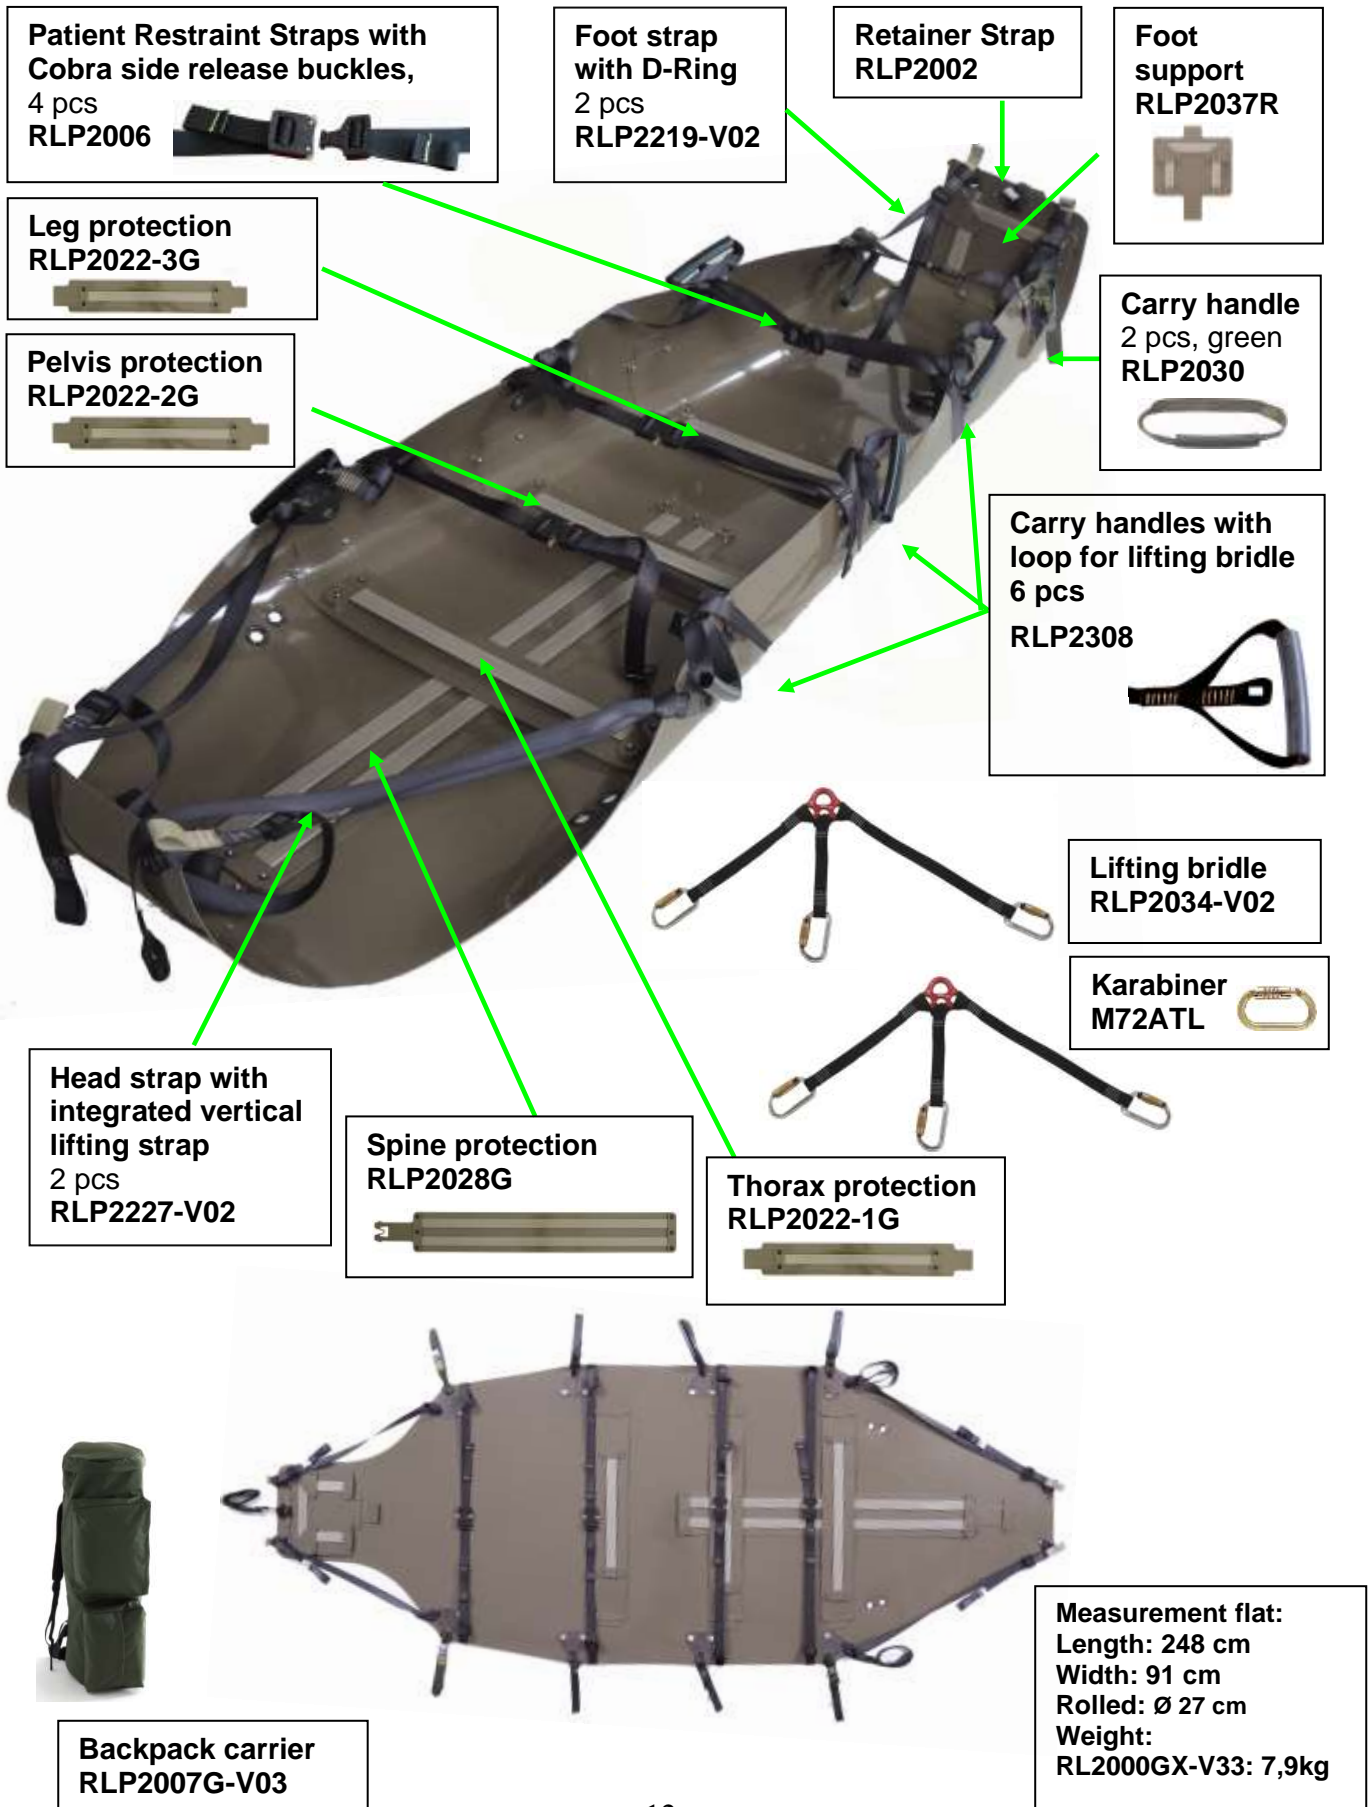 Patient Restraint Straps with
Cobra side release buckles,
4 pcs
RLP2006
Foot strap
with D-Ring
2 pcs
RLP2219-V02
Retainer Strap
RLP2002
Foot
support
RLP2037R
Leg protection
RLP2022-3G
Pelvis protection
RLP2022-2G
Carry handle
2 pcs, green
RLP2030
Carry handles with
loop for lifting bridle
6 pcs
RLP2308
Lifting bridle
RLP2034-V02
Karabiner
M72ATL
Head strap with
integrated vertical
lifting strap
2 pcs
RLP2227-V02
Spine protection
RLP2028G
Thorax protection
RLP2022-1G
Backpack carrier
RLP2007G-V03
Measurement flat:
Length: 248 cm
Width: 91 cm
Rolled: Ø 27 cm
Weight:
RL2000GX-V33: 7,9kg